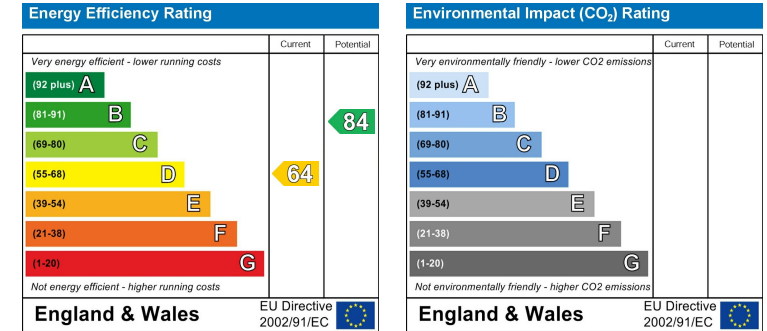 Energy Efficiency Rating
Current Potential
Very energy efficient - lower running costs
(92 plus) A
(81-91) B
84
(69-80) C
(55-68) D
64
(39-54) E
(21-38) F
(1-20) G
Not energy efficient - higher running costs
England & Wales
EU Directive
2002/91/EC
Environmental Impact (CO₂) Rating
Current Potential
Very environmentally friendly - lower CO2 emissions
(92 plus) A
(81-91) B
(69-80) C
(55-68) D
(39-54) E
(21-38) F
(1-20) G
Not environmentally friendly - higher CO2 emissions
England & Wales
EU Directive
2002/91/EC